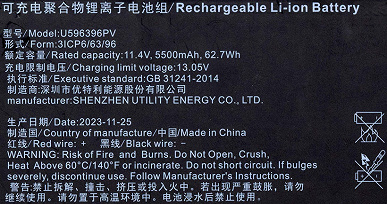 可充电聚合物锂离子电池组/Rechargeable Li-ion Battery
型号/Model:U596396PV
形式/Form:3ICP6/63/96
额定容量/Rated capacity:11.4V, 5500mAh, 62.7Wh
充电限制电压/Charging limit voltage:13.05V
执行标准/Executive standard:GB 31241-2014
制造商:深圳市优特利能源股份有限公司
manufacturer:SHENZHEN UTILITY ENERGY CO., LTD.
生产日期/Date:2023-11-25
制造国/Country of manufacture/中国/Made in China
红线/Red wire: + 黑线/Black wire: -
WARNING: Risk of Fire and Burns. Do Not Open, Crush,
Heat Above 60°C/140°F or incinerate. Do not short circuit. If bulges
severely, discontinue use. Follow Manufacturer's Instructions.
警告:禁止拆解、撞击、挤压或投入火中。若出现严重鼓胀，请勿
继续使用。请勿置于高温环境中。电池浸水后禁止使用。